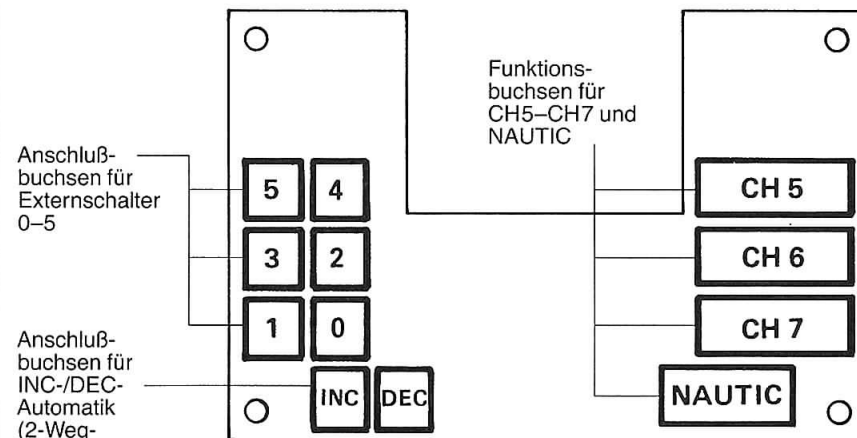 Funktions-
buchsen für
CH5–CH7 und
NAUTIC
Anschluß-
buchsen für
Externschalter
0–5
5 4
3 2
1 0
CH 5
CH 6
CH 7
NAUTIC
Anschluß-
buchsen für
INC-/DEC-
Automatik
(2-Weg-
INC DEC